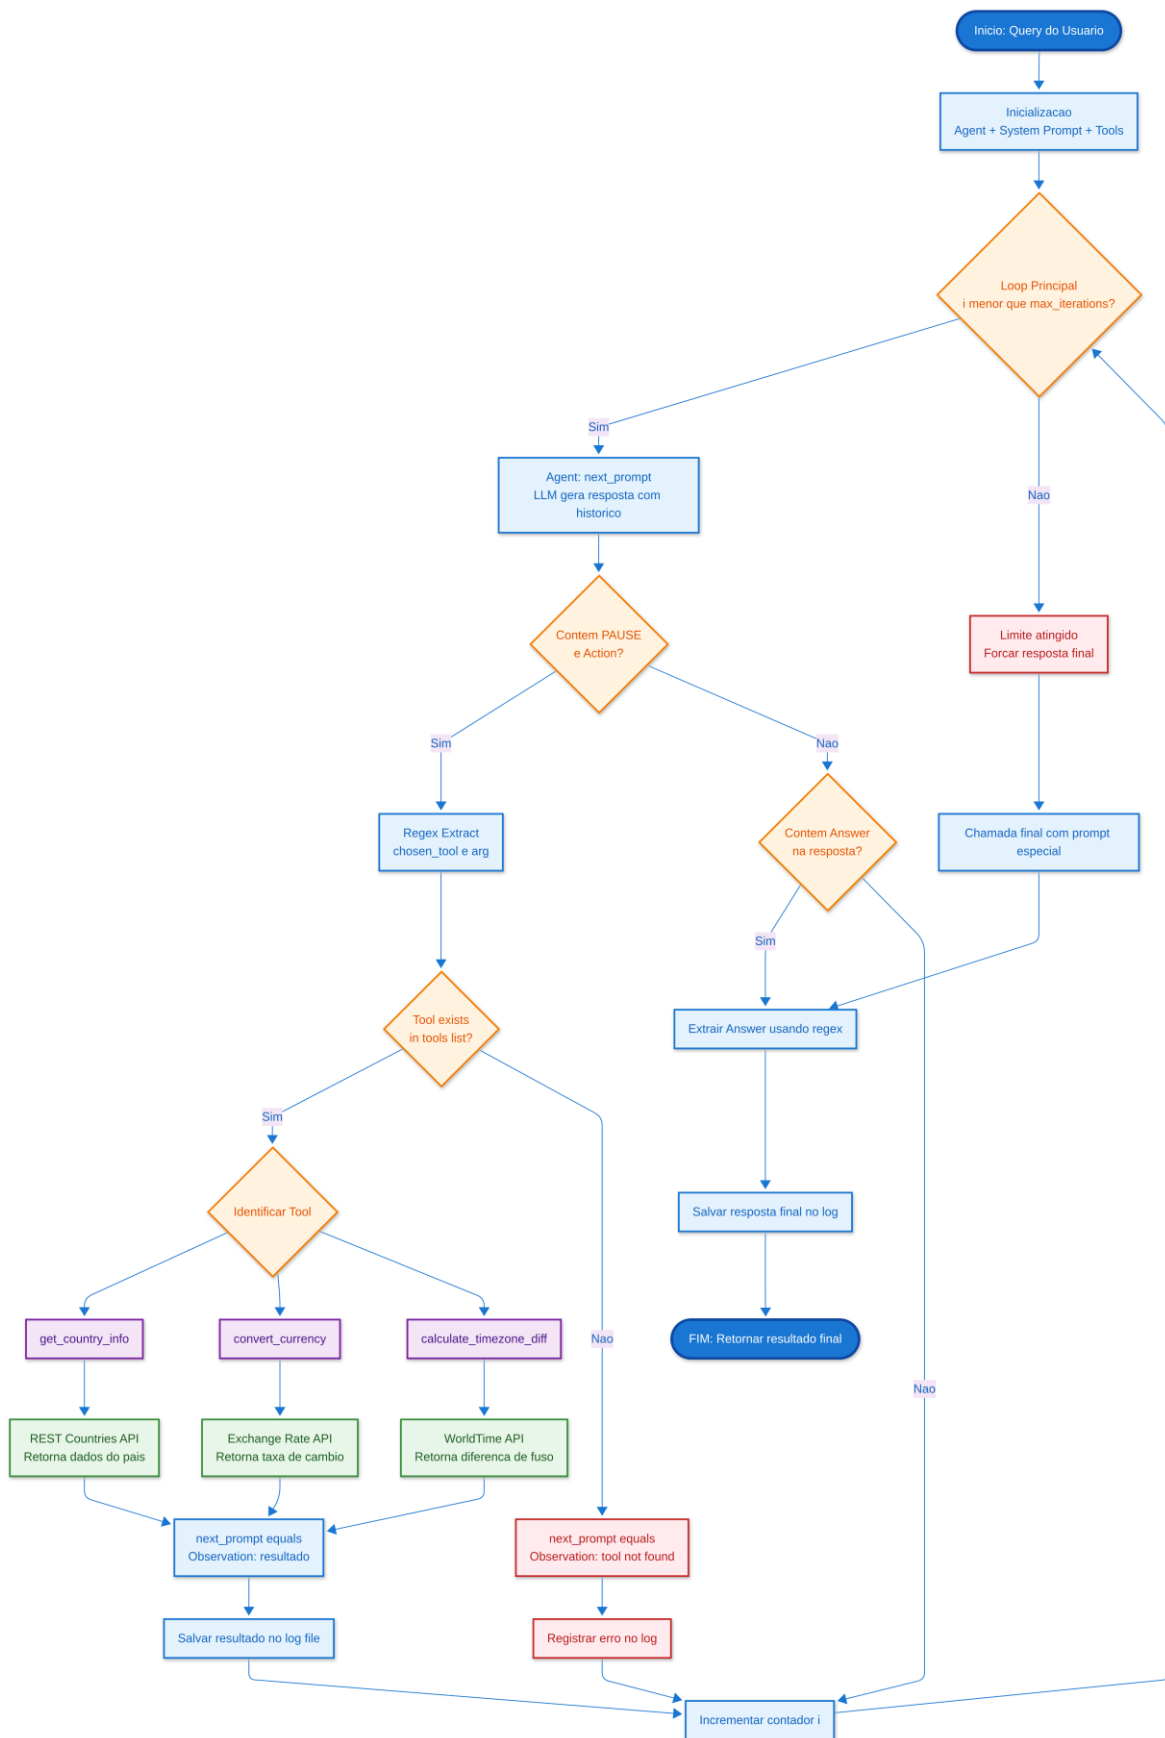 Inicio: Query do Usuario
Inicializacao
Agent + System Prompt + Tools
Loop Principal
i menor que max_iterations?
Sim
Agent: next_prompt
LLM gera resposta com
historico
Nao
Contem PAUSE
e Action?
Limite atingido
Forcar resposta final
Sim
Nao
Regex Extract
chosen_tool e arg
Contem Answer
na resposta?
Chamada final com prompt
especial
Sim
Tool exists
in tools list?
Extrair Answer usando regex
Sim
Identificar Tool
Salvar resposta final no log
get_country_info
convert_currency
calculate_timezone_diff
Nao
FIM: Retornar resultado final
Nao
REST Countries API
Retorna dados do pais
Exchange Rate API
Retorna taxa de cambio
WorldTime API
Retorna diferenca de fuso
next_prompt equals
Observation: resultado
next_prompt equals
Observation: tool not found
Salvar resultado no log file
Registrar erro no log
Incrementar contador i